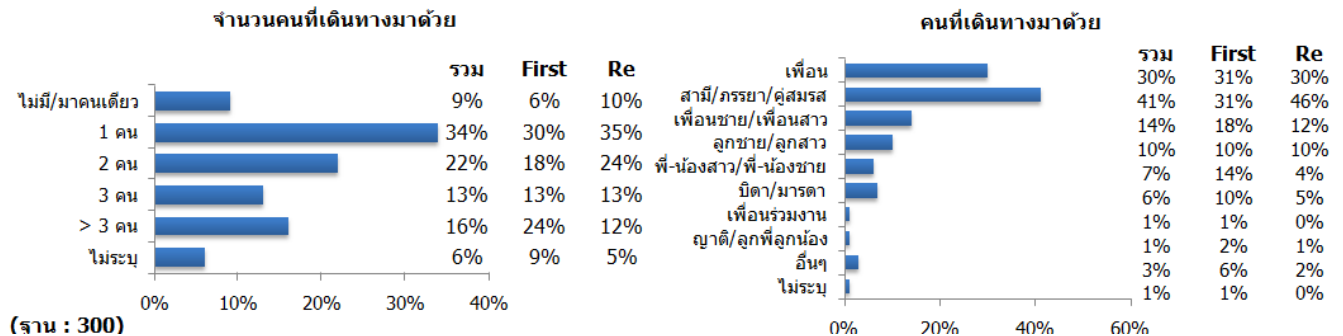 จำนวนคนที่เดินทางมาด้วย
รวม First Re
ไม่มี/มาคนเดียว 9% 6% 10%
1 คน 34% 30% 35%
2 คน 22% 18% 24%
3 คน 13% 13% 13%
> 3 คน 16% 24% 12%
ไม่ระบุ 6% 9% 5%
0% 10% 20% 30% 40%
(ฐาน : 300)
คนที่เดินทางมาด้วย
รวม First Re
เพื่อน 30% 31% 30%
สามี/ภรรยา/คู่สมรส 41% 31% 46%
เพื่อนชาย/เพื่อนสาว 14% 18% 12%
ลูกชาย/ลูกสาว 10% 10% 10%
พี่-น้องสาว/พี่-น้องชาย 7% 14% 4%
บิดา/มารดา 6% 10% 5%
เพื่อนร่วมงาน 1% 1% 0%
ญาติ/ลูกพี่ลูกน้อง 1% 2% 1%
อื่นๆ 3% 6% 2%
ไม่ระบุ 1% 1% 0%
0% 20% 40% 60%